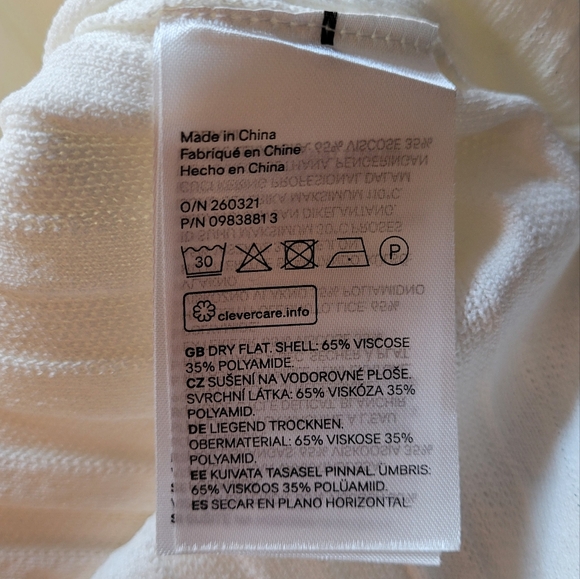 Made in China
Fabriqué en Chine
Hecho en China
O/N 260321
P/N 09838813
30
P
clevercare.info
GB DRY FLAT. SHELL: 65% VISCOSE
35% POLYAMIDE.
CZ SUŠENÍ NA VODOROVNÉ PLOŠE.
SVRCHNÍ LÁTKA: 65% VISKÓZA 35%
POLYAMID.
DE LIEGEND TROCKNEN.
OBERMATERIAL: 65% VISKOSE 35%
POLYAMID.
EE KUIVATA TASASEL PINNAL. ÜMBRIS:
65% VISKOOS 35% POLÜAMIID.
ES SECAR EN PLANO HORIZONTAL.